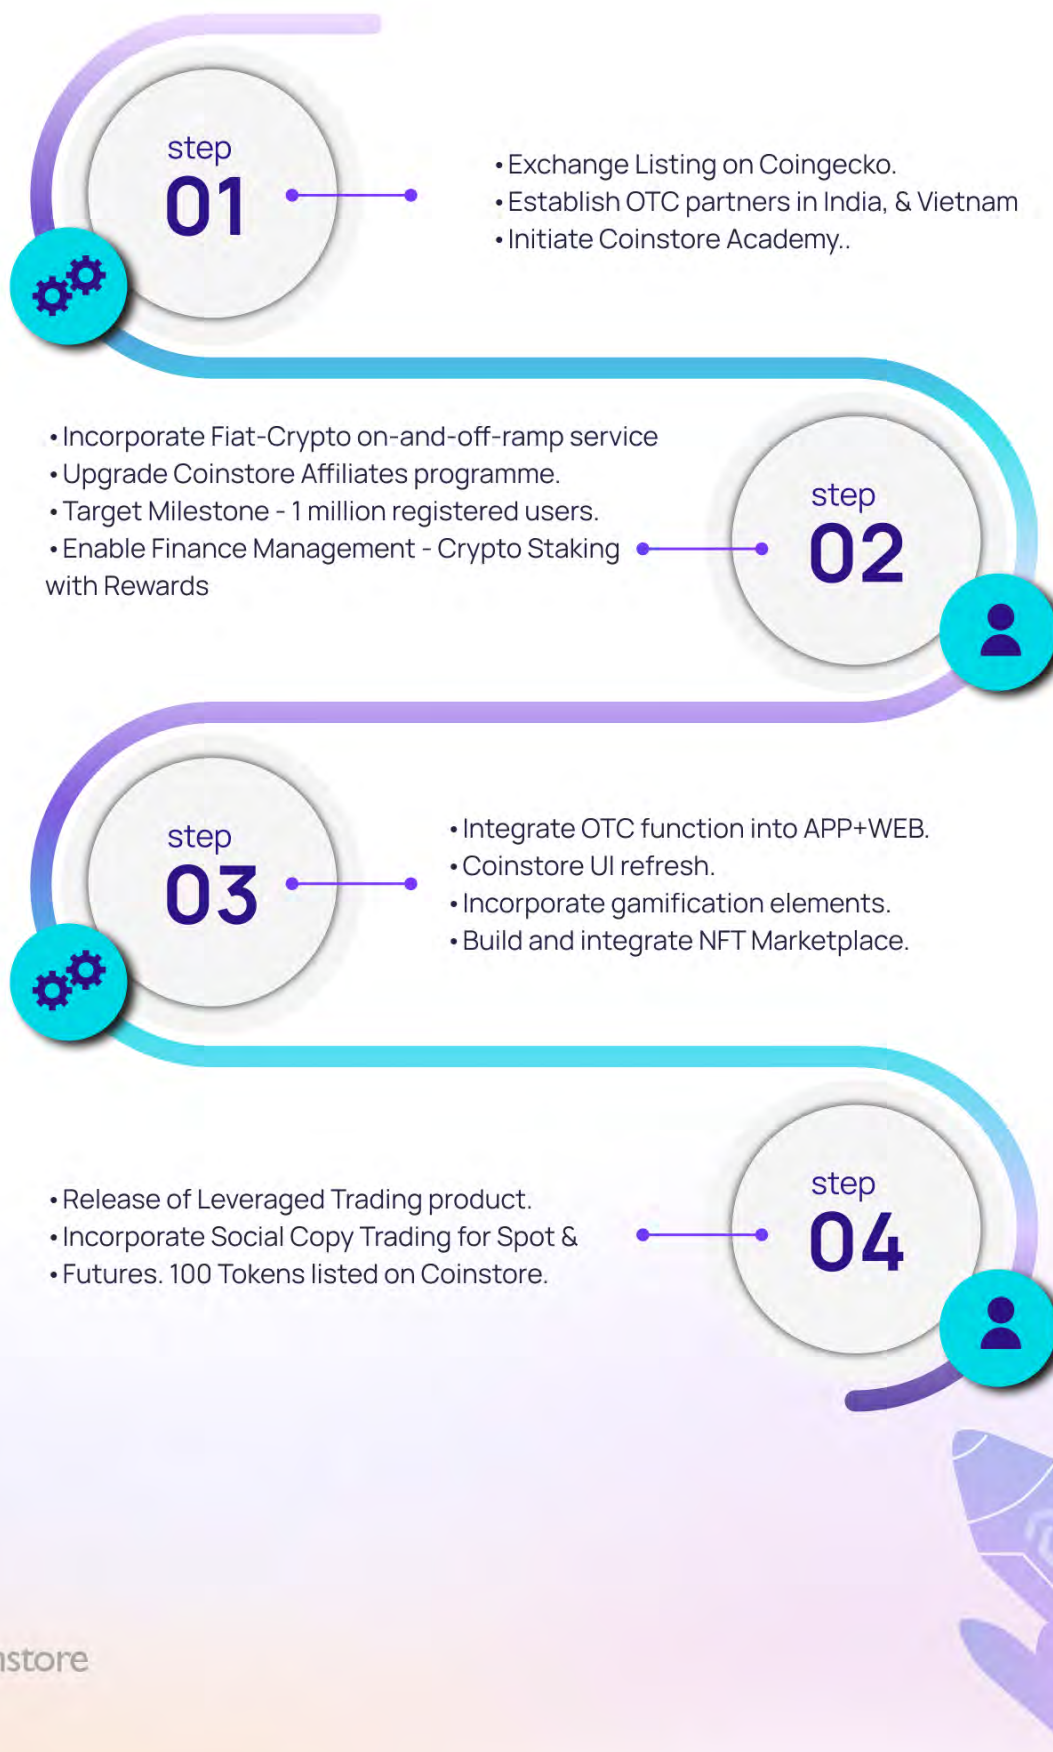 step
01
•Exchange Listing on Coingecko.
•Establish OTC partners in India, & Vietnam
•Initiate Coinstore Academy..
•Incorporate Fiat-Crypto on-and-off-ramp service
•Upgrade Coinstore Affiliates programme.
•Target Milestone - 1 million registered users.
•Enable Finance Management - Crypto Staking
with Rewards
step
02
step
03
•Integrate OTC function into APP+WEB.
•Coinstore UI refresh.
•Incorporate gamification elements.
•Build and integrate NFT Marketplace.
•Release of Leveraged Trading product.
•Incorporate Social Copy Trading for Spot &
•Futures. 100 Tokens listed on Coinstore.
step
04